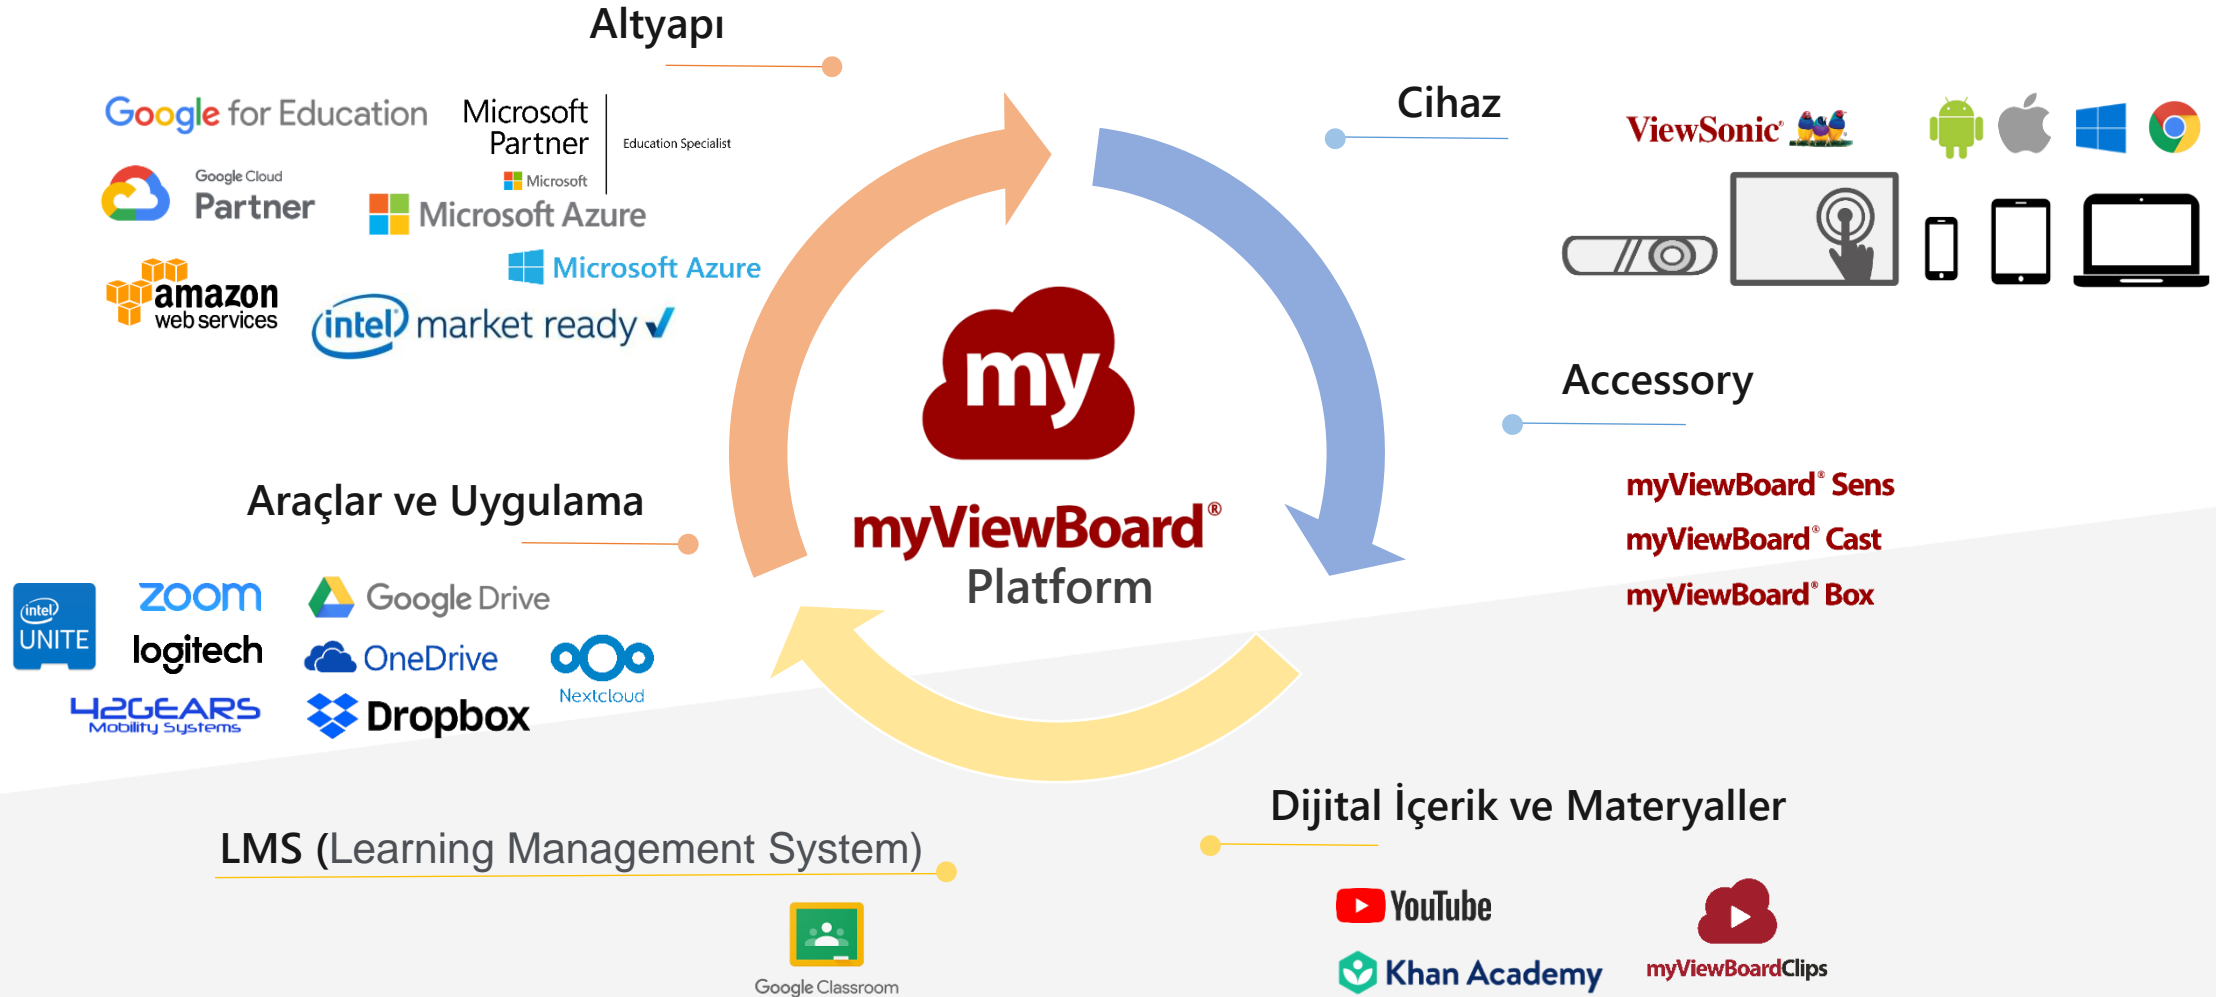 Altyapı
Google for Education
Microsoft
Partner
Education Specialist
Microsoft
Google Cloud
Partner
Microsoft Azure
Microsoft Azure
amazon
web services
intel market ready
Cihaz
ViewSonic®
Accessory
myViewBoard® Sens
myViewBoard® Cast
myViewBoard® Box
my
myViewBoard®
Platform
Araçlar ve Uygulama
intel
UNITE
zoom
logitech
42GEARS
Mobility Systems
Google Drive
OneDrive
Dropbox
Nextcloud
LMS (Learning Management System)
Google Classroom
Dijital İçerik ve Materyaller
YouTube
Khan Academy
myViewBoardClips